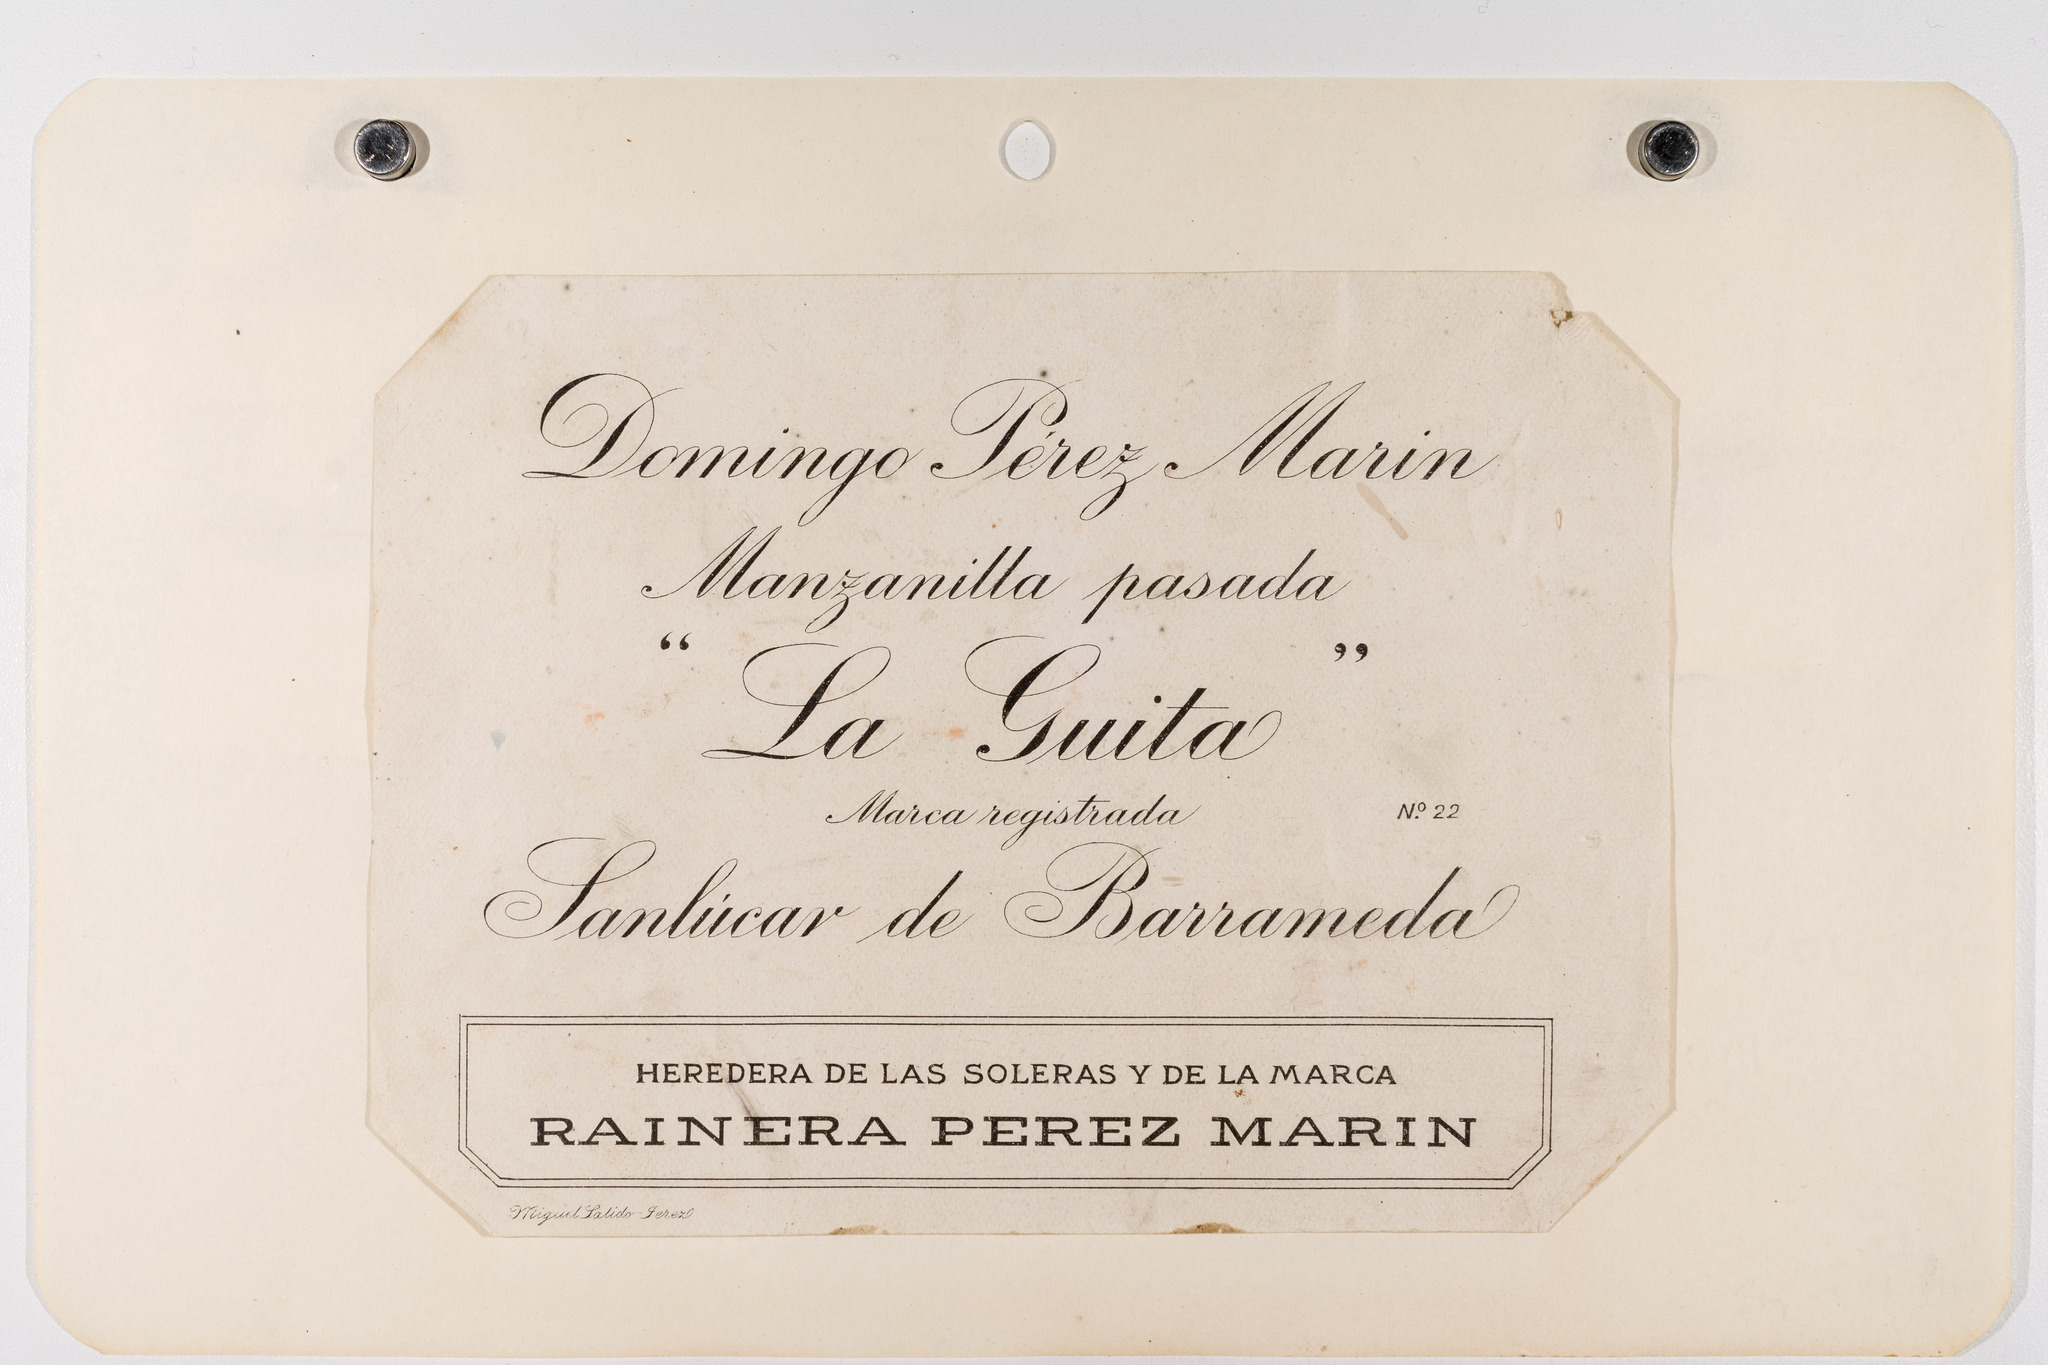 Domingo Pérez Marin
Manzanilla pasada
“ La Guita ”
Marca registrada Nº. 22
Sanlúcar de Barrameda
HEREDERA DE LAS SOLERAS Y DE LA MARCA
RAINERA PEREZ MARIN
Miguel Salido-Jerez